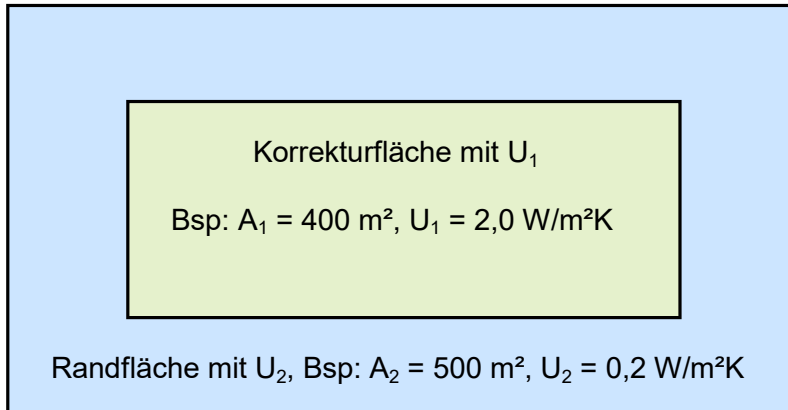 Korrekturfläche mit U₁
Bsp: A₁ = 400 m², U₁ = 2,0 W/m²K
Randfläche mit U₂, Bsp: A₂ = 500 m², U₂ = 0,2 W/m²K